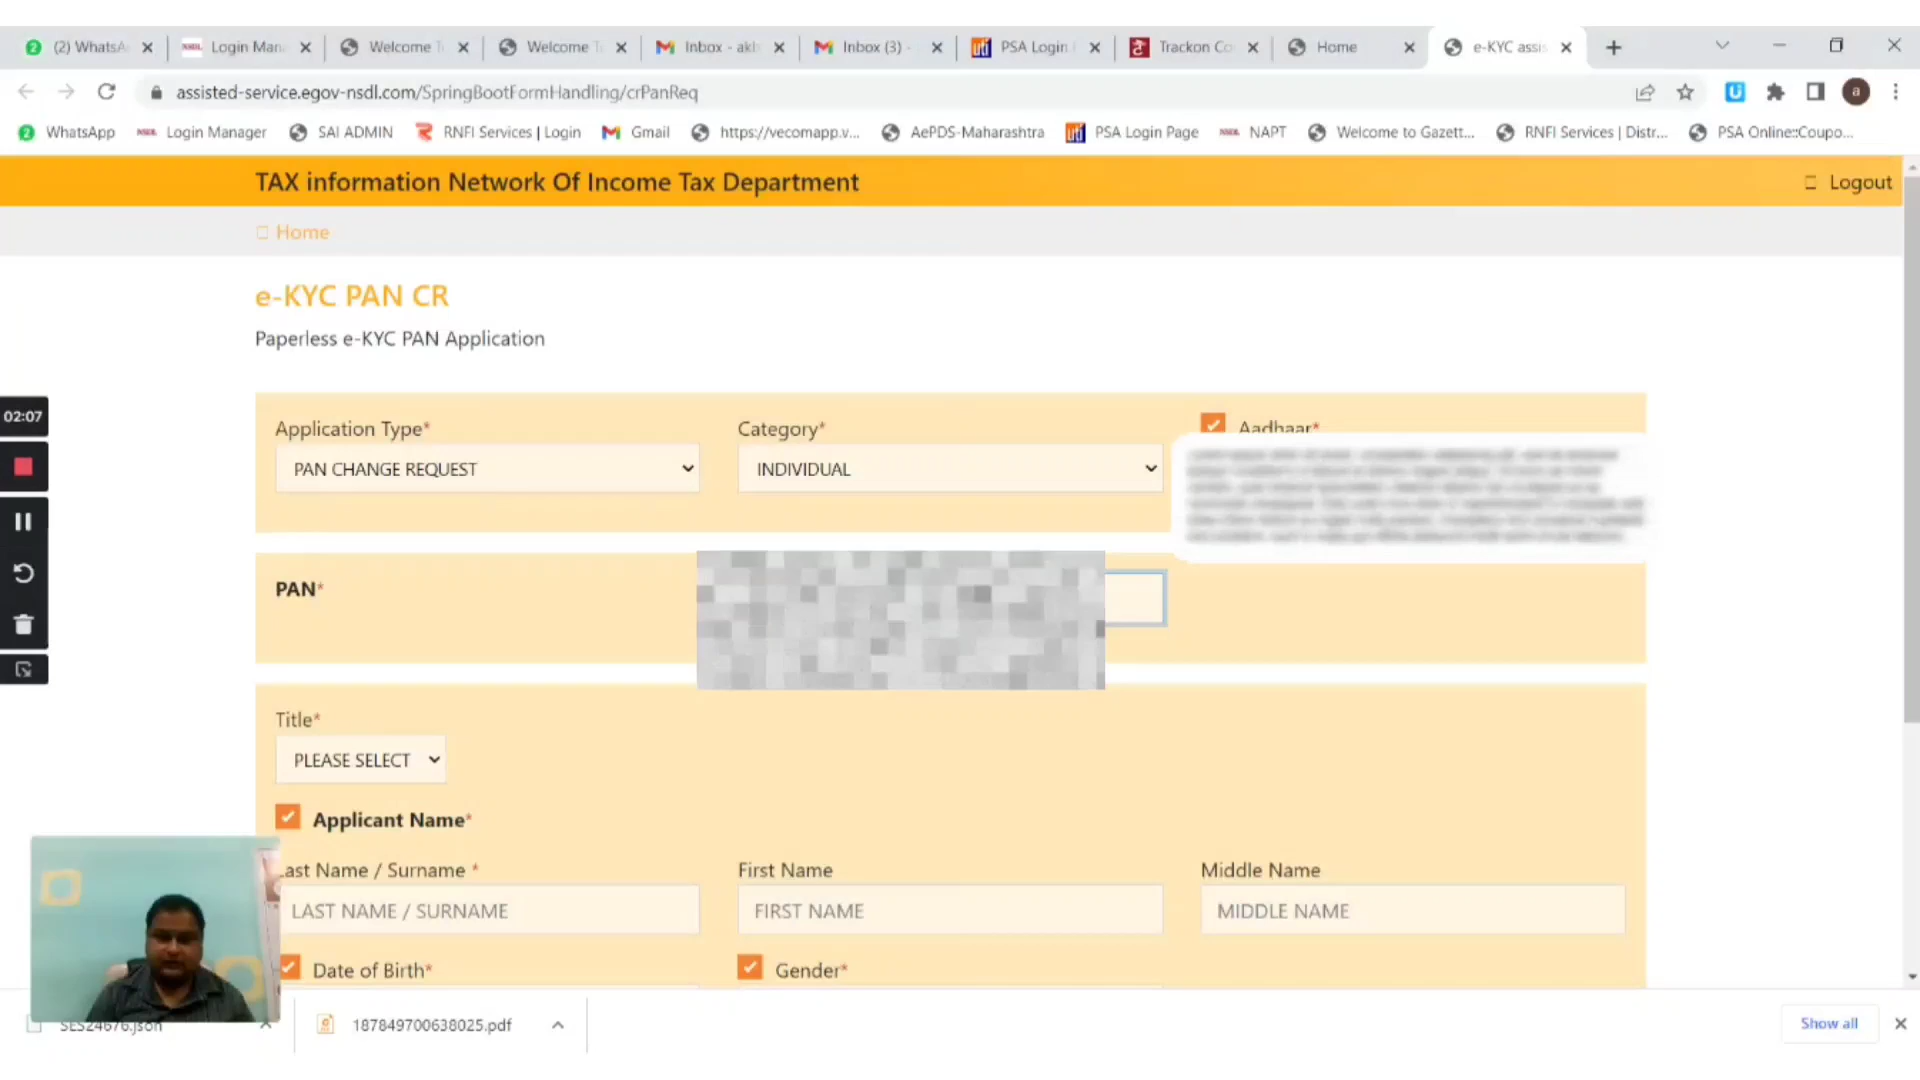 (2) WhatsA
Login Man
Welcome T
Welcome T
Inbox - akl
Inbox (3) -
PSA Login
Trackon Co
Home
e-KYC assi
assisted-service.egov-nsdl.com/SpringBootFormHandling/crPanReq
WhatsApp
Login Manager
SAI ADMIN
RNFI Services | Login
Gmail
https://vecomapp.v...
AePDS-Maharashtra
PSA Login Page
NAPT
Welcome to Gazett...
RNFI Services | Distr...
PSA Online::Coupo...
TAX information Network Of Income Tax Department
Logout
Home
e-KYC PAN CR
Paperless e-KYC PAN Application
02:07
Application Type*
Category*
Aadhaar*
PAN CHANGE REQUEST
INDIVIDUAL
PAN*
Title*
PLEASE SELECT
Applicant Name*
Last Name / Surname *
First Name
Middle Name
LAST NAME / SURNAME
FIRST NAME
MIDDLE NAME
Date of Birth*
Gender*
SES24676.json
187849700638025.pdf
Show all